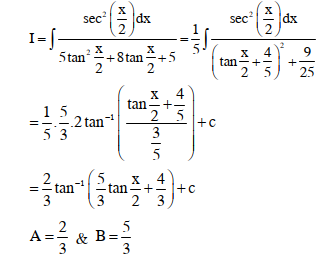 I = ∫ sec²(x/2)dx / (5tan² x/2 + 8tan x/2 + 5) = 1/5 ∫ sec²(x/2)dx / ((tan x/2 + 4/5)² + 9/25)
= 1/5 . 5/3 . 2 tan⁻¹((tan x/2 + 4/5) / (3/5)) + c
= 2/3 tan⁻¹(5/3 tan x/2 + 4/3) + c
A = 2/3 & B = 5/3